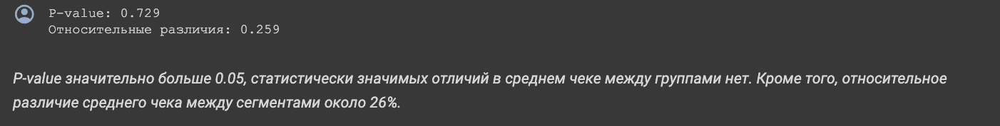 P-value: 0.729
Относительные различия: 0.259
P-value значительно больше 0.05, статистически значимых отличий в среднем чеке между группами нет. Кроме того, относительное
различие среднего чека между сегментами около 26%.